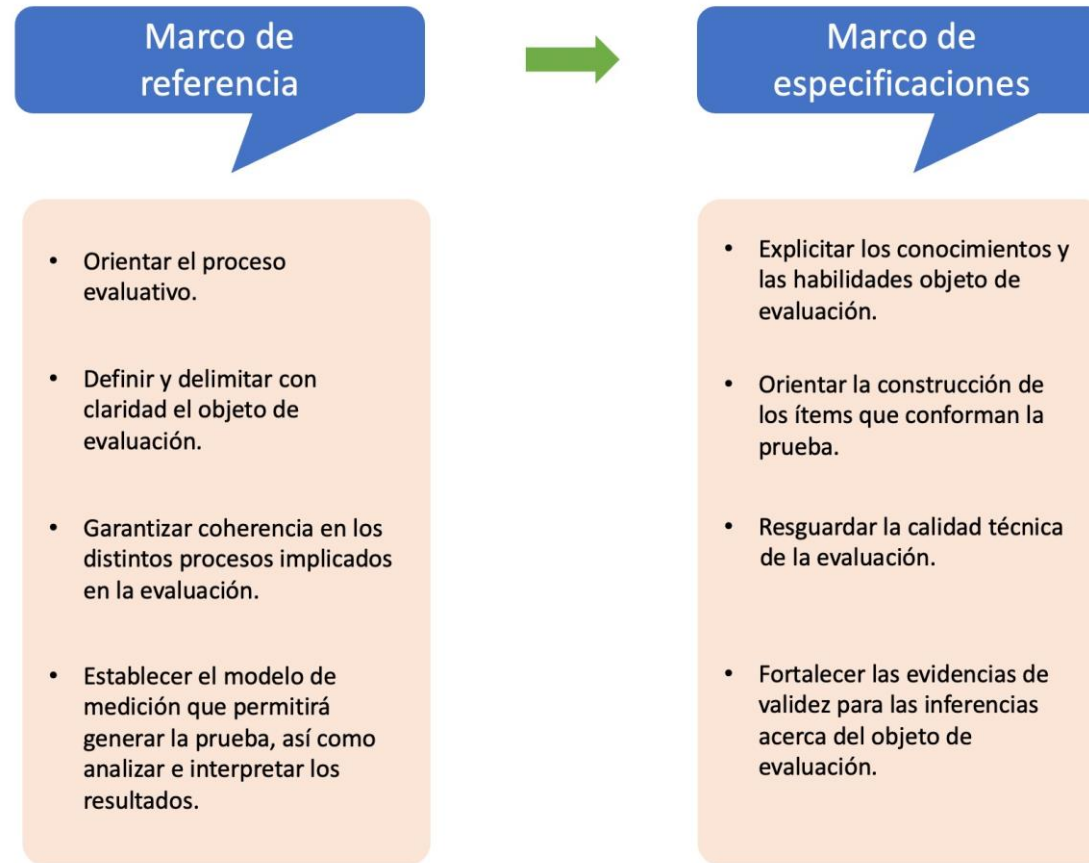 Marco de
referencia
Marco de
especificaciones
• Orientar el proceso
evaluativo.
• Definir y delimitar con
claridad el objeto de
evaluación.
• Garantizar coherencia en los
distintos procesos implicados
en la evaluación.
• Establecer el modelo de
medición que permitirá
generar la prueba, así como
analizar e interpretar los
resultados.
• Explicitar los conocimientos y
las habilidades objeto de
evaluación.
• Orientar la construcción de
los ítems que conforman la
prueba.
• Resguardar la calidad técnica
de la evaluación.
• Fortalecer las evidencias de
validez para las inferencias
acerca del objeto de
evaluación.